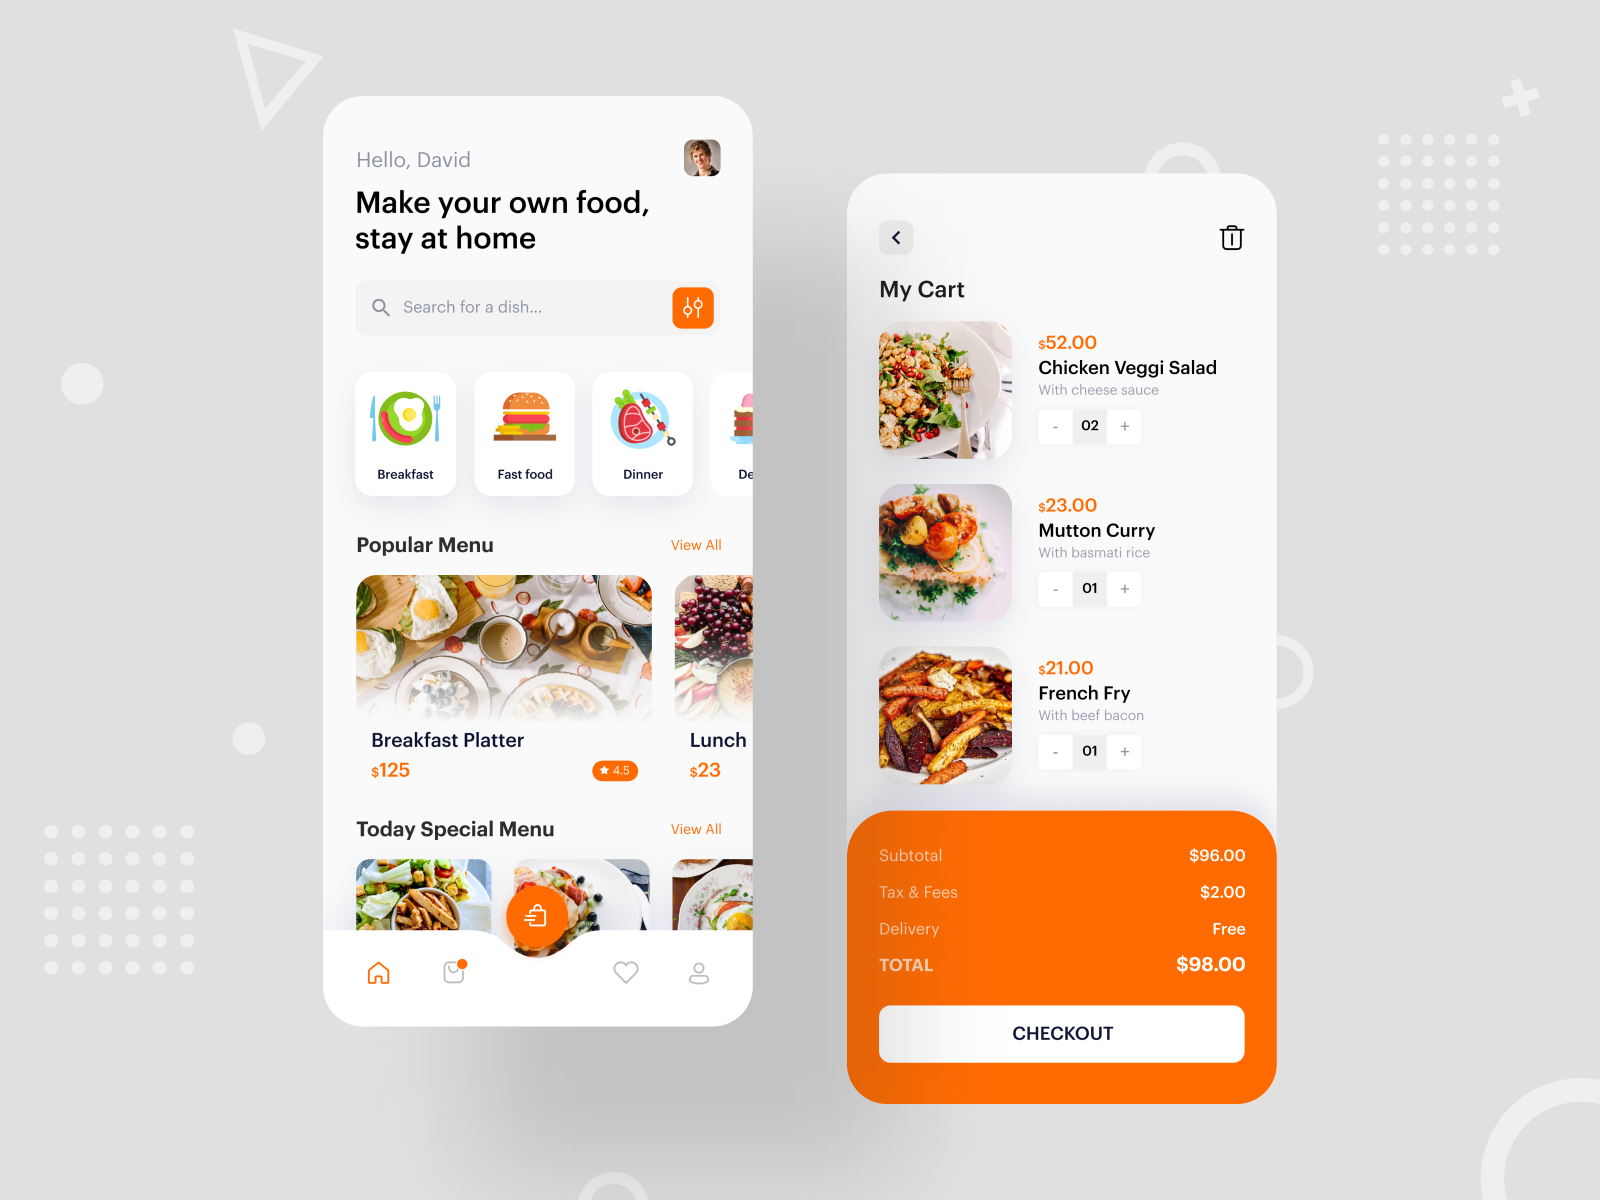 Hello, David
Make your own food,
stay at home
Search for a dish...
Breakfast
Fast food
Dinner
De
Popular Menu
View All
Breakfast Platter
$125
4.5
Lunch
$23
Today Special Menu
View All
My Cart
$52.00
Chicken Veggi Salad
With cheese sauce
- 02 +
$23.00
Mutton Curry
With basmati rice
- 01 +
$21.00
French Fry
With beef bacon
- 01 +
Subtotal $96.00
Tax & Fees $2.00
Delivery Free
TOTAL $98.00
CHECKOUT